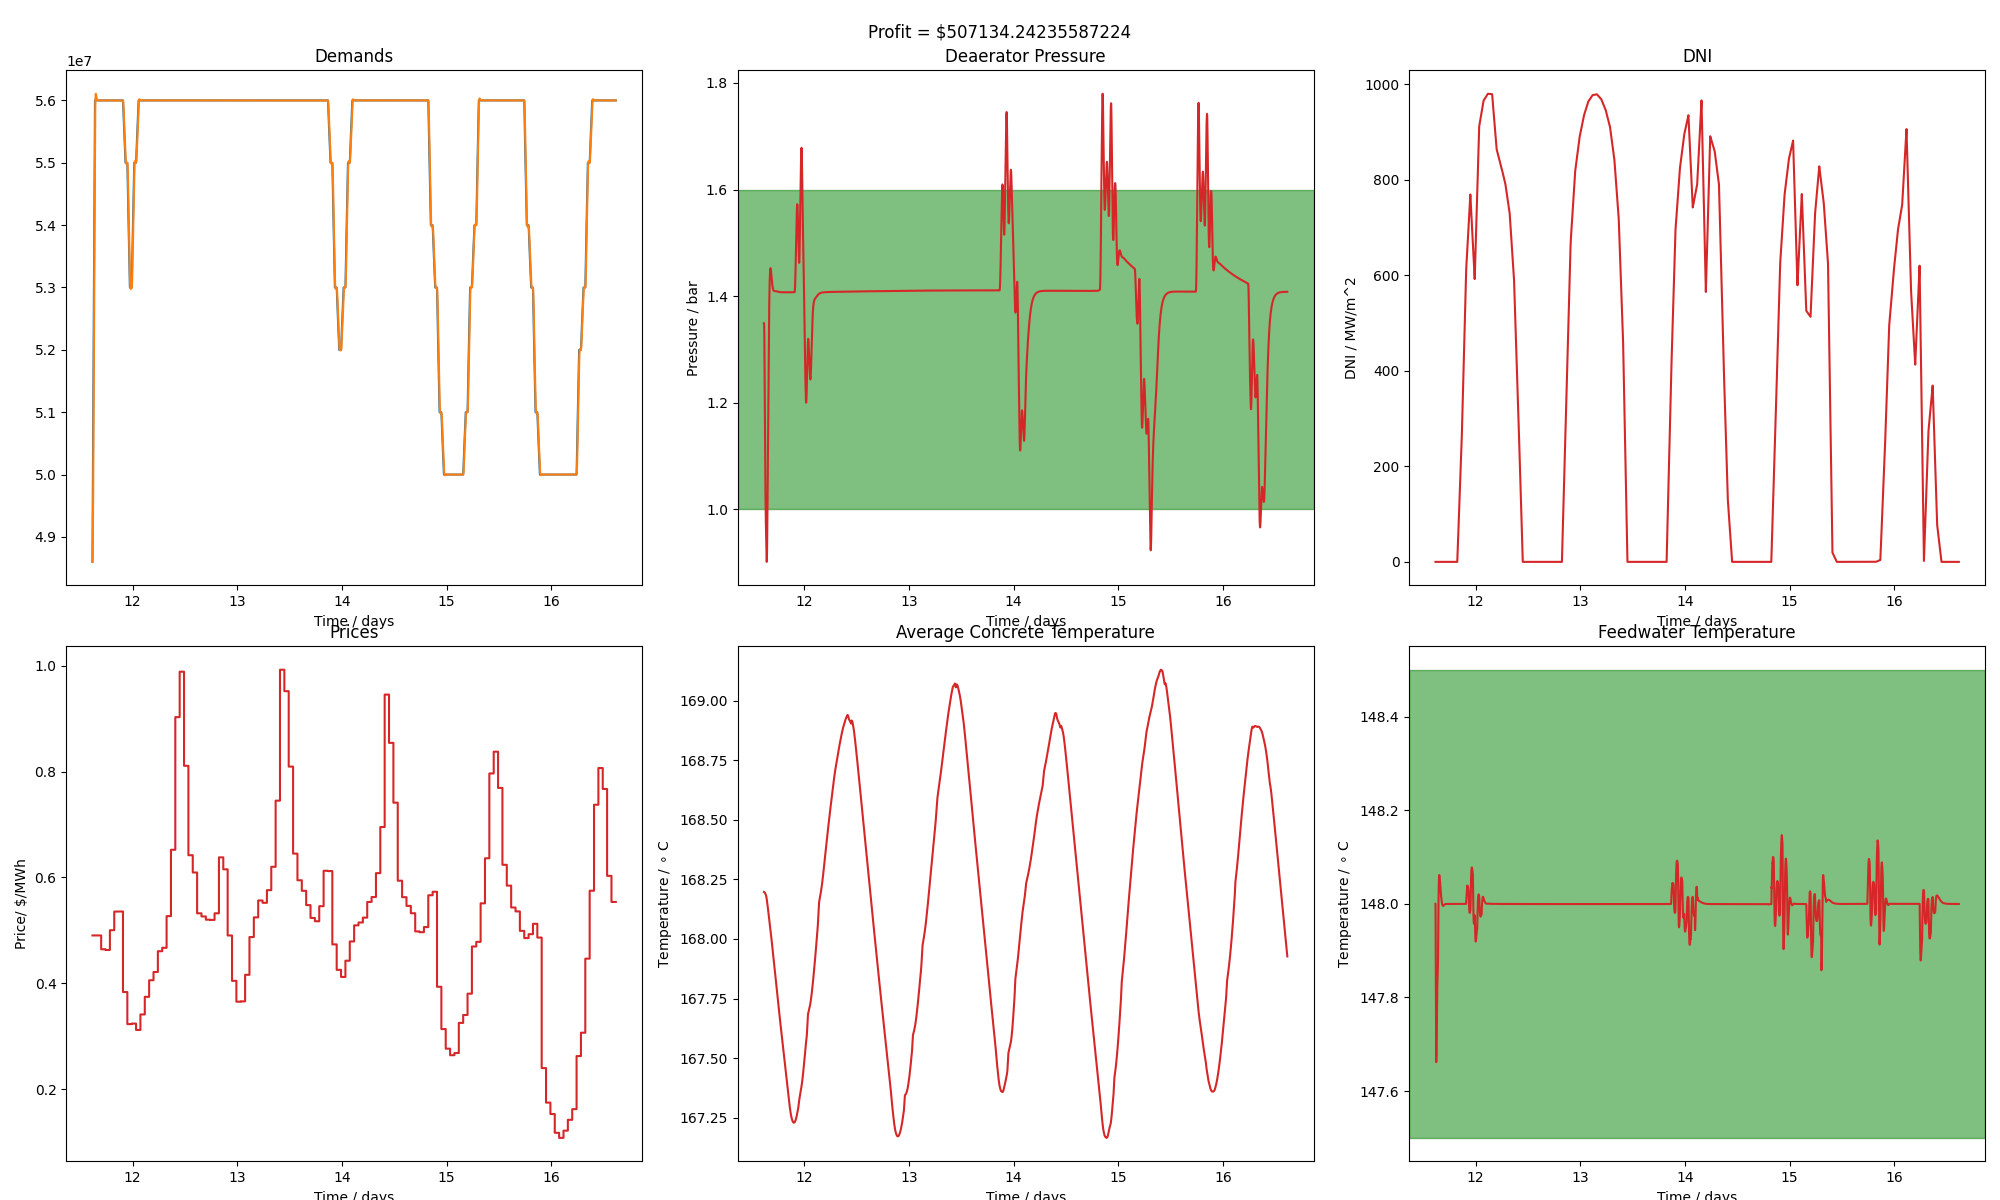 Profit = $507134.24235587224
Demands
1e7
5.6
5.5
5.4
5.3
5.2
5.1
5.0
4.9
12 13 14 15 16
Time / days
Deaerator Pressure
Pressure / bar
1.8
1.6
1.4
1.2
1.0
12 13 14 15 16
Time / days
DNI
DNI / MW/m^2
1000
800
600
400
200
0
12 13 14 15 16
Time / days
Prices
Price/ $/MWh
1.0
0.8
0.6
0.4
0.2
12 13 14 15 16
Time / days
Average Concrete Temperature
Temperature / ∘ C
169.00
168.75
168.50
168.25
168.00
167.75
167.50
167.25
12 13 14 15 16
Time / days
Feedwater Temperature
Temperature / ∘ C
148.4
148.2
148.0
147.8
147.6
12 13 14 15 16
Time / days